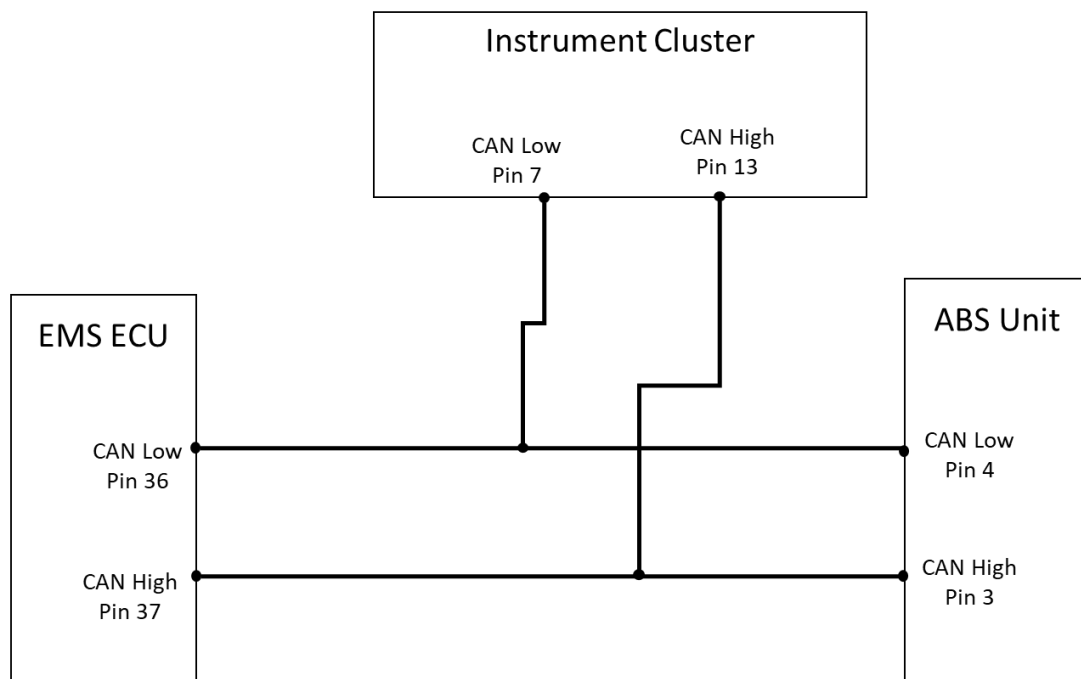 Instrument Cluster
CAN Low
Pin 7
CAN High
Pin 13
EMS ECU
CAN Low
Pin 36
CAN High
Pin 37
ABS Unit
CAN Low
Pin 4
CAN High
Pin 3